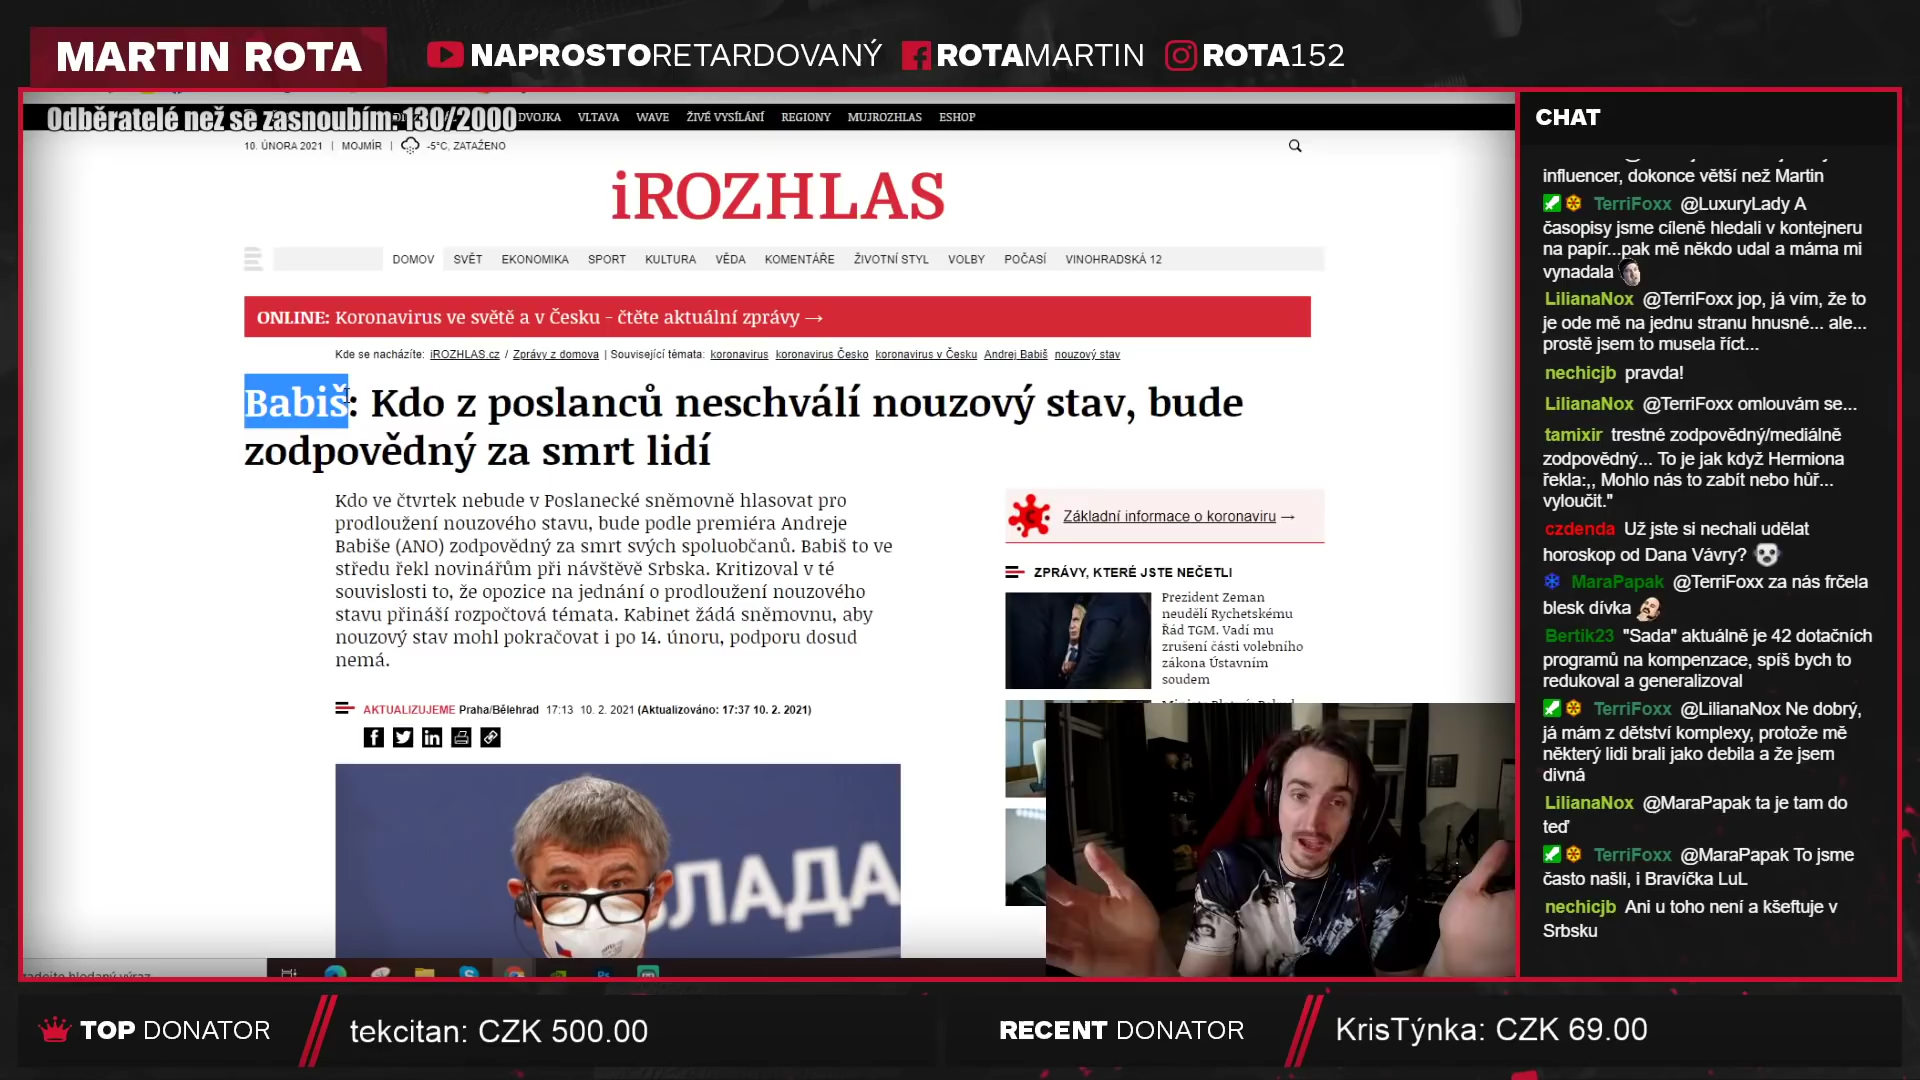 MARTIN ROTA
NAPROSTORETARDOVANÝ
ROTAMARTIN
ROTA152
Odběratelé než se zasnoubím: 130/2000
DVOJKA VLTAVA WAVE ŽIVÉ VYSÍLÁNÍ REGIONY MUJROZHLAS ESHOP
10. ÚNORA 2021 | MOJMÍR | -5°C, ZATAŽENO
iROZHLAS
DOMOV SVĚT EKONOMIKA SPORT KULTURA VĚDA KOMENTÁŘE ŽIVOTNÍ STYL VOLBY POČASÍ VINOHRADSKÁ 12
ONLINE: Koronavirus ve světě a v Česku – čtěte aktuální zprávy →
Kde se nacházíte: iROZHLAS.cz / Zprávy z domova | Související témata: koronavirus koronavirus Česko koronavirus v Česku Andrej Babiš nouzový stav
Babiš: Kdo z poslanců neschválí nouzový stav, bude
zodpovědný za smrt lidí
Kdo ve čtvrtek nebude v Poslanecké sněmovně hlasovat pro
prodloužení nouzového stavu, bude podle premiéra Andreje
Babiše (ANO) zodpovědný za smrt svých spoluobčanů. Babiš to ve
středu řekl novinářům při návštěvě Srbska. Kritizoval v té
souvislosti to, že opozice na jednání o prodloužení nouzového
stavu přináší rozpočtová témata. Kabinet žádá sněmovnu, aby
nouzový stav mohl pokračovat i po 14. únoru, podporu dosud
nemá.
AKTUALIZUJEME Praha/Bělehrad 17:13 10. 2. 2021 (Aktualizováno: 17:37 10. 2. 2021)
ВЛАДА
Základní informace o koronaviru →
ZPRÁVY, KTERÉ JSTE NEČETLI
Prezident Zeman
neudělí Rychetskému
Řád TGM. Vadí mu
zrušení části volebního
zákona Ústavním
soudem
CHAT
influencer, dokonce větší než Martin
TerriFoxx @LuxuryLady A
časopisy jsme cíleně hledali v kontejneru
na papír...pak mě někdo udal a máma mi
vynadala
LilianaNox @TerriFoxx jop, já vím, že to
je ode mě na jednu stranu hnusné... ale...
prostě jsem to musela říct...
nechicjb pravda!
LilianaNox @TerriFoxx omlouvám se...
tamixir trestné zodpovědný/mediálně
zodpovědný... To je jak když Hermiona
řekla:,, Mohlo nás to zabít nebo hůř...
vyloučit."
czdenda Už jste si nechali udělat
horoskop od Dana Vávry?
MaraPapak @TerriFoxx za nás frčela
blesk dívka
Bertik23 "Sada" aktuálně je 42 dotačních
programů na kompenzace, spíš bych to
redukoval a generalizoval
TerriFoxx @LilianaNox Ne dobrý,
já mám z dětství komplexy, protože mě
některý lidi brali jako debila a že jsem
divná
LilianaNox @MaraPapak ta je tam do
teď
TerriFoxx @MaraPapak To jsme
často našli, i Bravíčka LuL
nechicjb Ani u toho není a kšeftuje v
Srbsku
TOP DONATOR
tekcitan: CZK 500.00
RECENT DONATOR
KrisTýnka: CZK 69.00